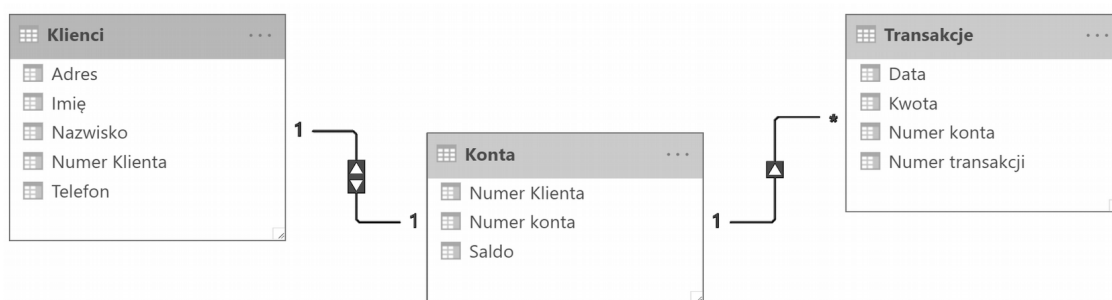 Klienci
Adres
Imię
Nazwisko
Numer Klienta
Telefon
1
1
Konta
Numer Klienta
Numer konta
Saldo
1
*
Transakcje
Data
Kwota
Numer konta
Numer transakcji